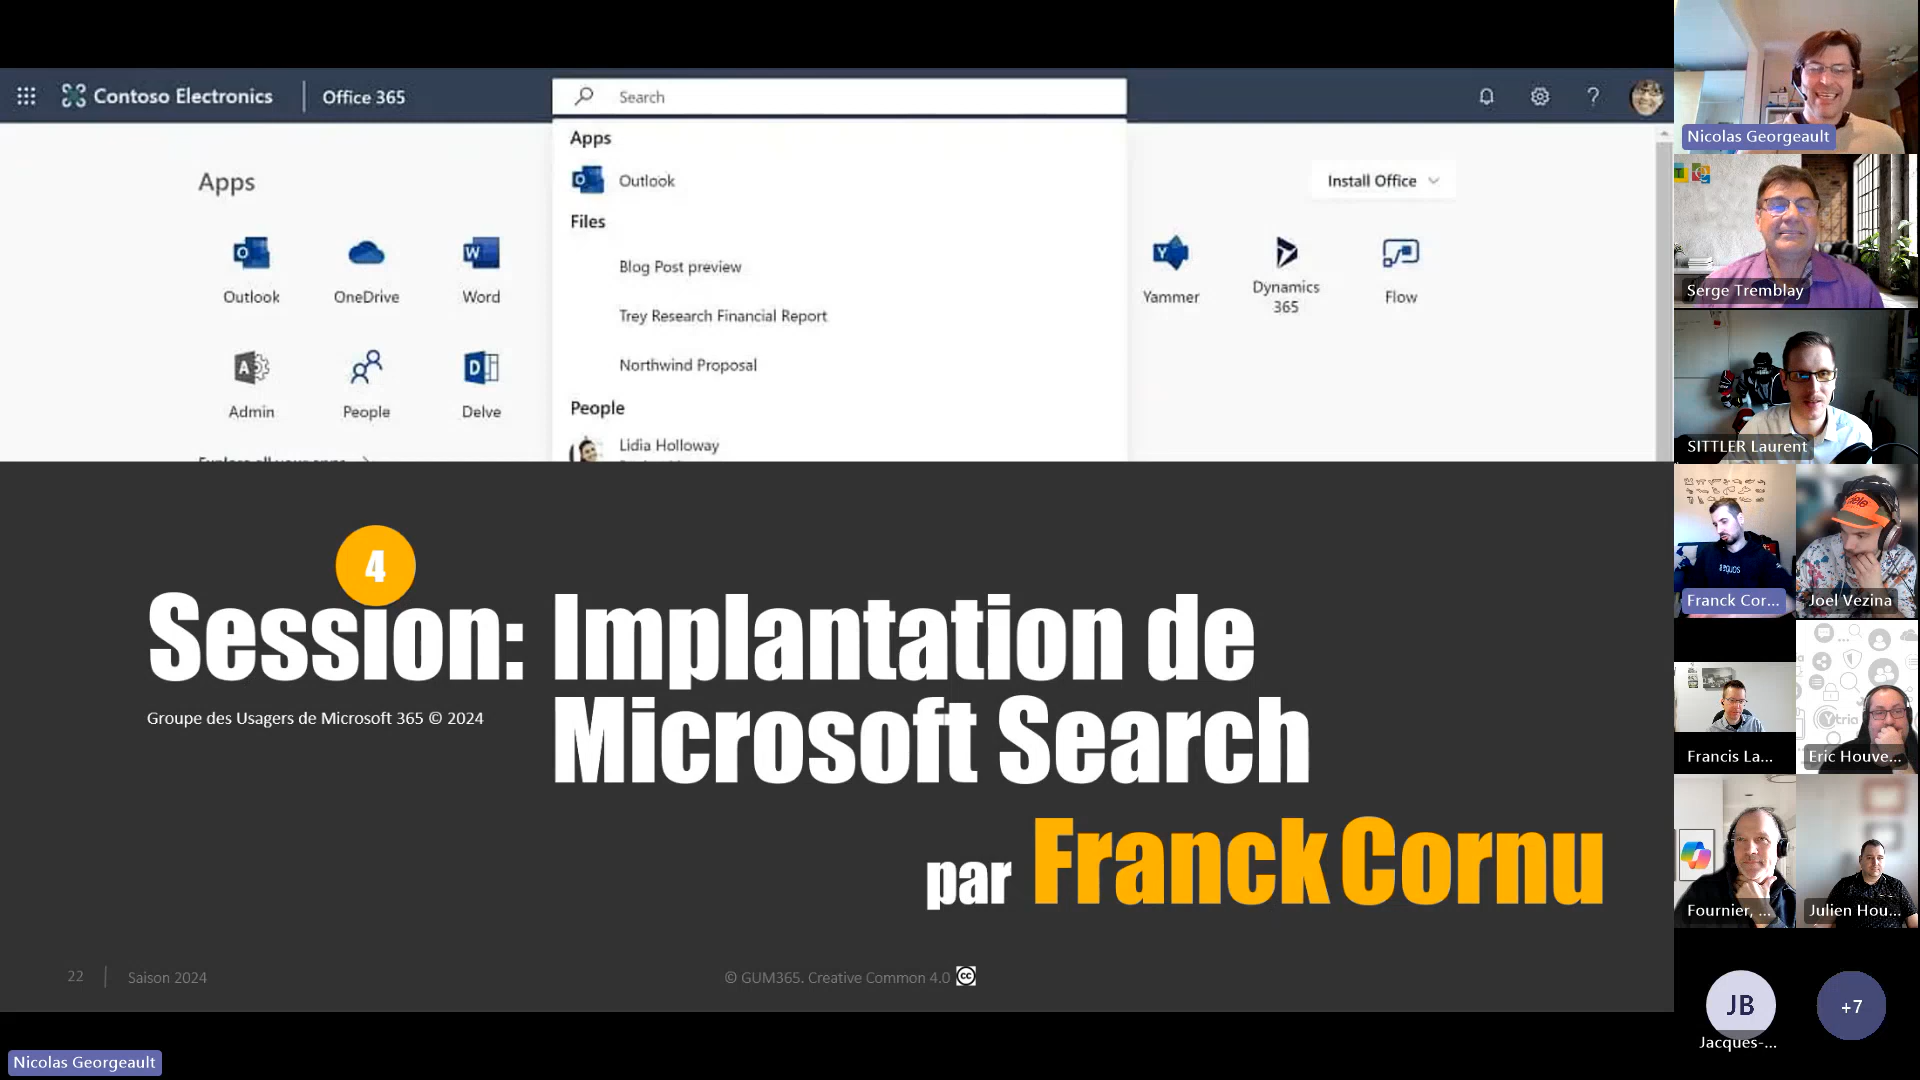 Contoso Electronics
Office 365
Search
Apps
Outlook
Files
Blog Post preview
Trey Research Financial Report
Northwind Proposal
People
Lidia Holloway
Apps
Install Office
Outlook
OneDrive
Word
Yammer
Dynamics
365
Flow
Admin
People
Delve
4
Session: Implantation de
Microsoft Search
Groupe des Usagers de Microsoft 365 © 2024
par Franck Cornu
22
Saison 2024
© GUM365. Creative Common 4.0
Nicolas Georgeault
Nicolas Georgeault
Serge Tremblay
SITTLER Laurent
Franck Cor...
Joel Vezina
Francis La...
Eric Houve...
Ytria
Fournier, ...
Julien Hou...
JB
Jacques-...
+7